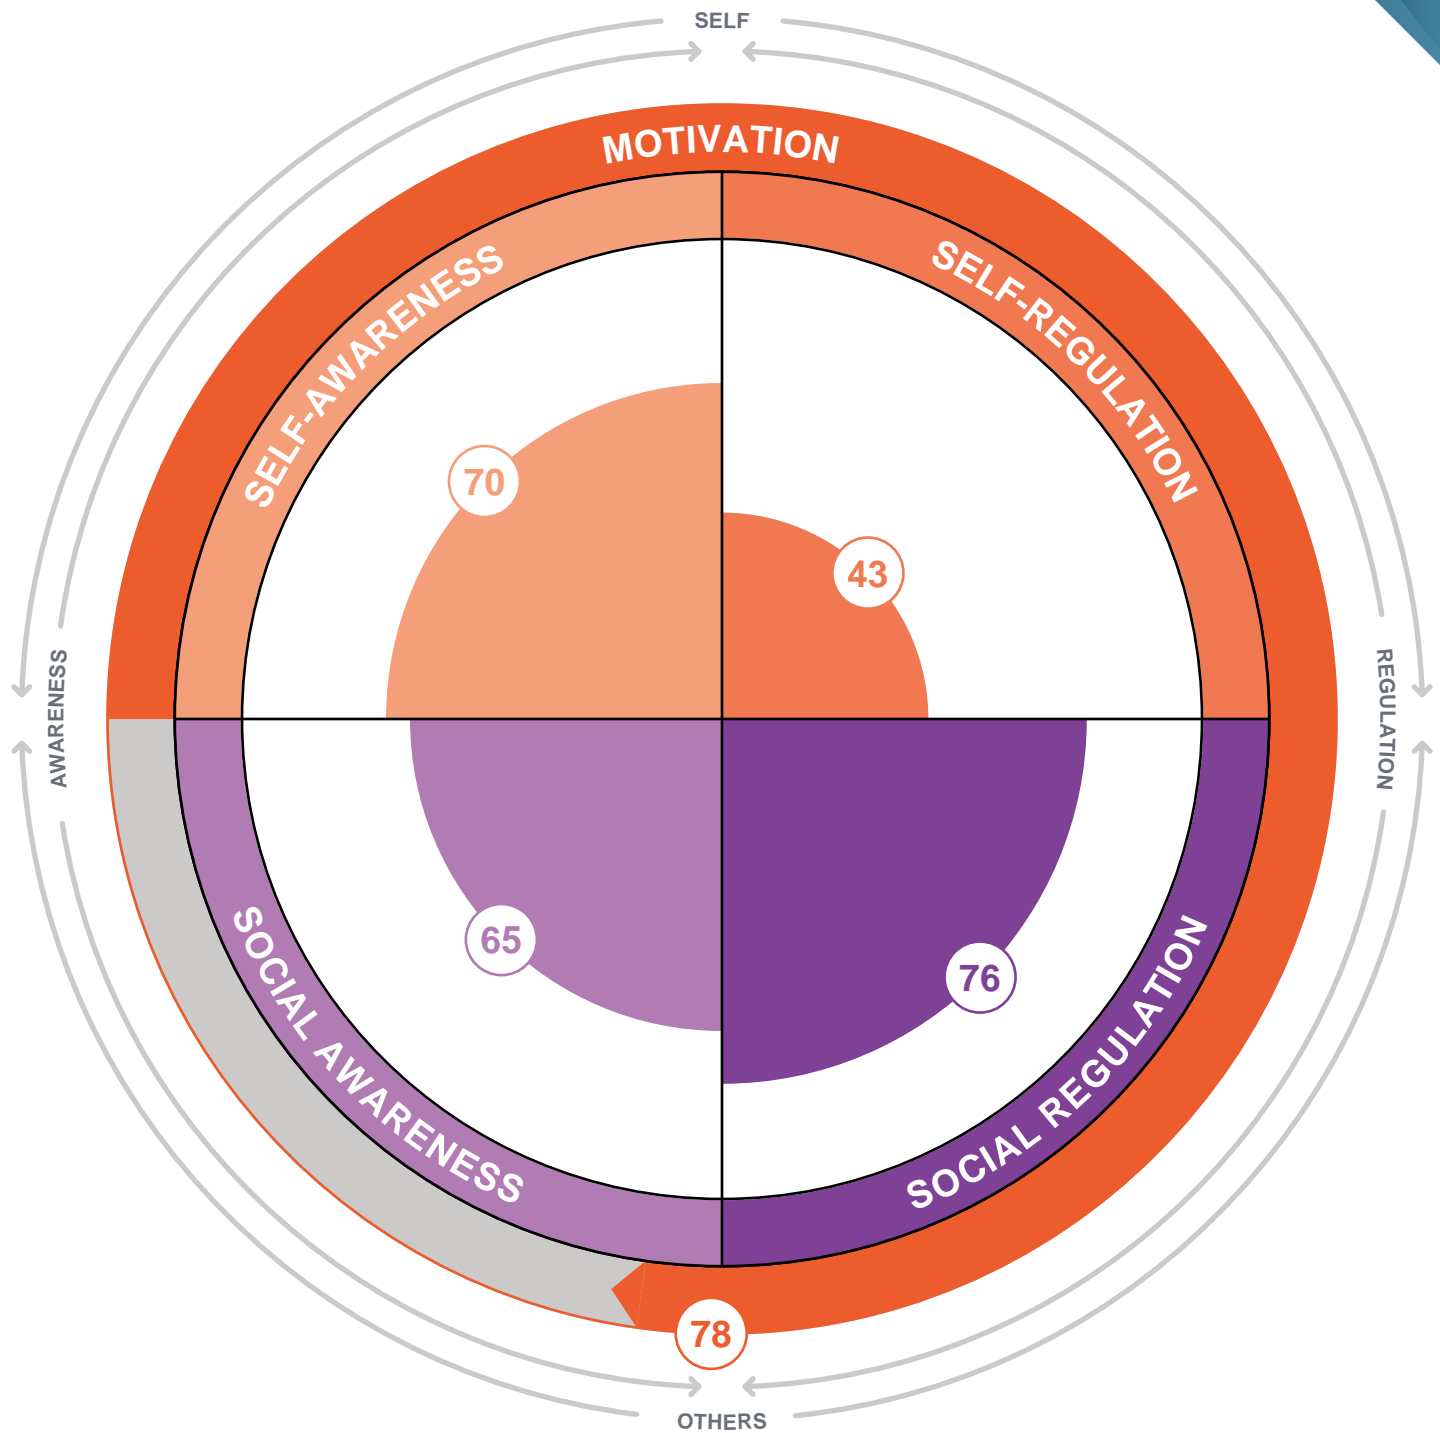 SELF
MOTIVATION
SELF-AWARENESS
SELF-REGULATION
70
43
AWARENESS
REGULATION
65
76
SOCIAL AWARENESS
SOCIAL REGULATION
78
OTHERS